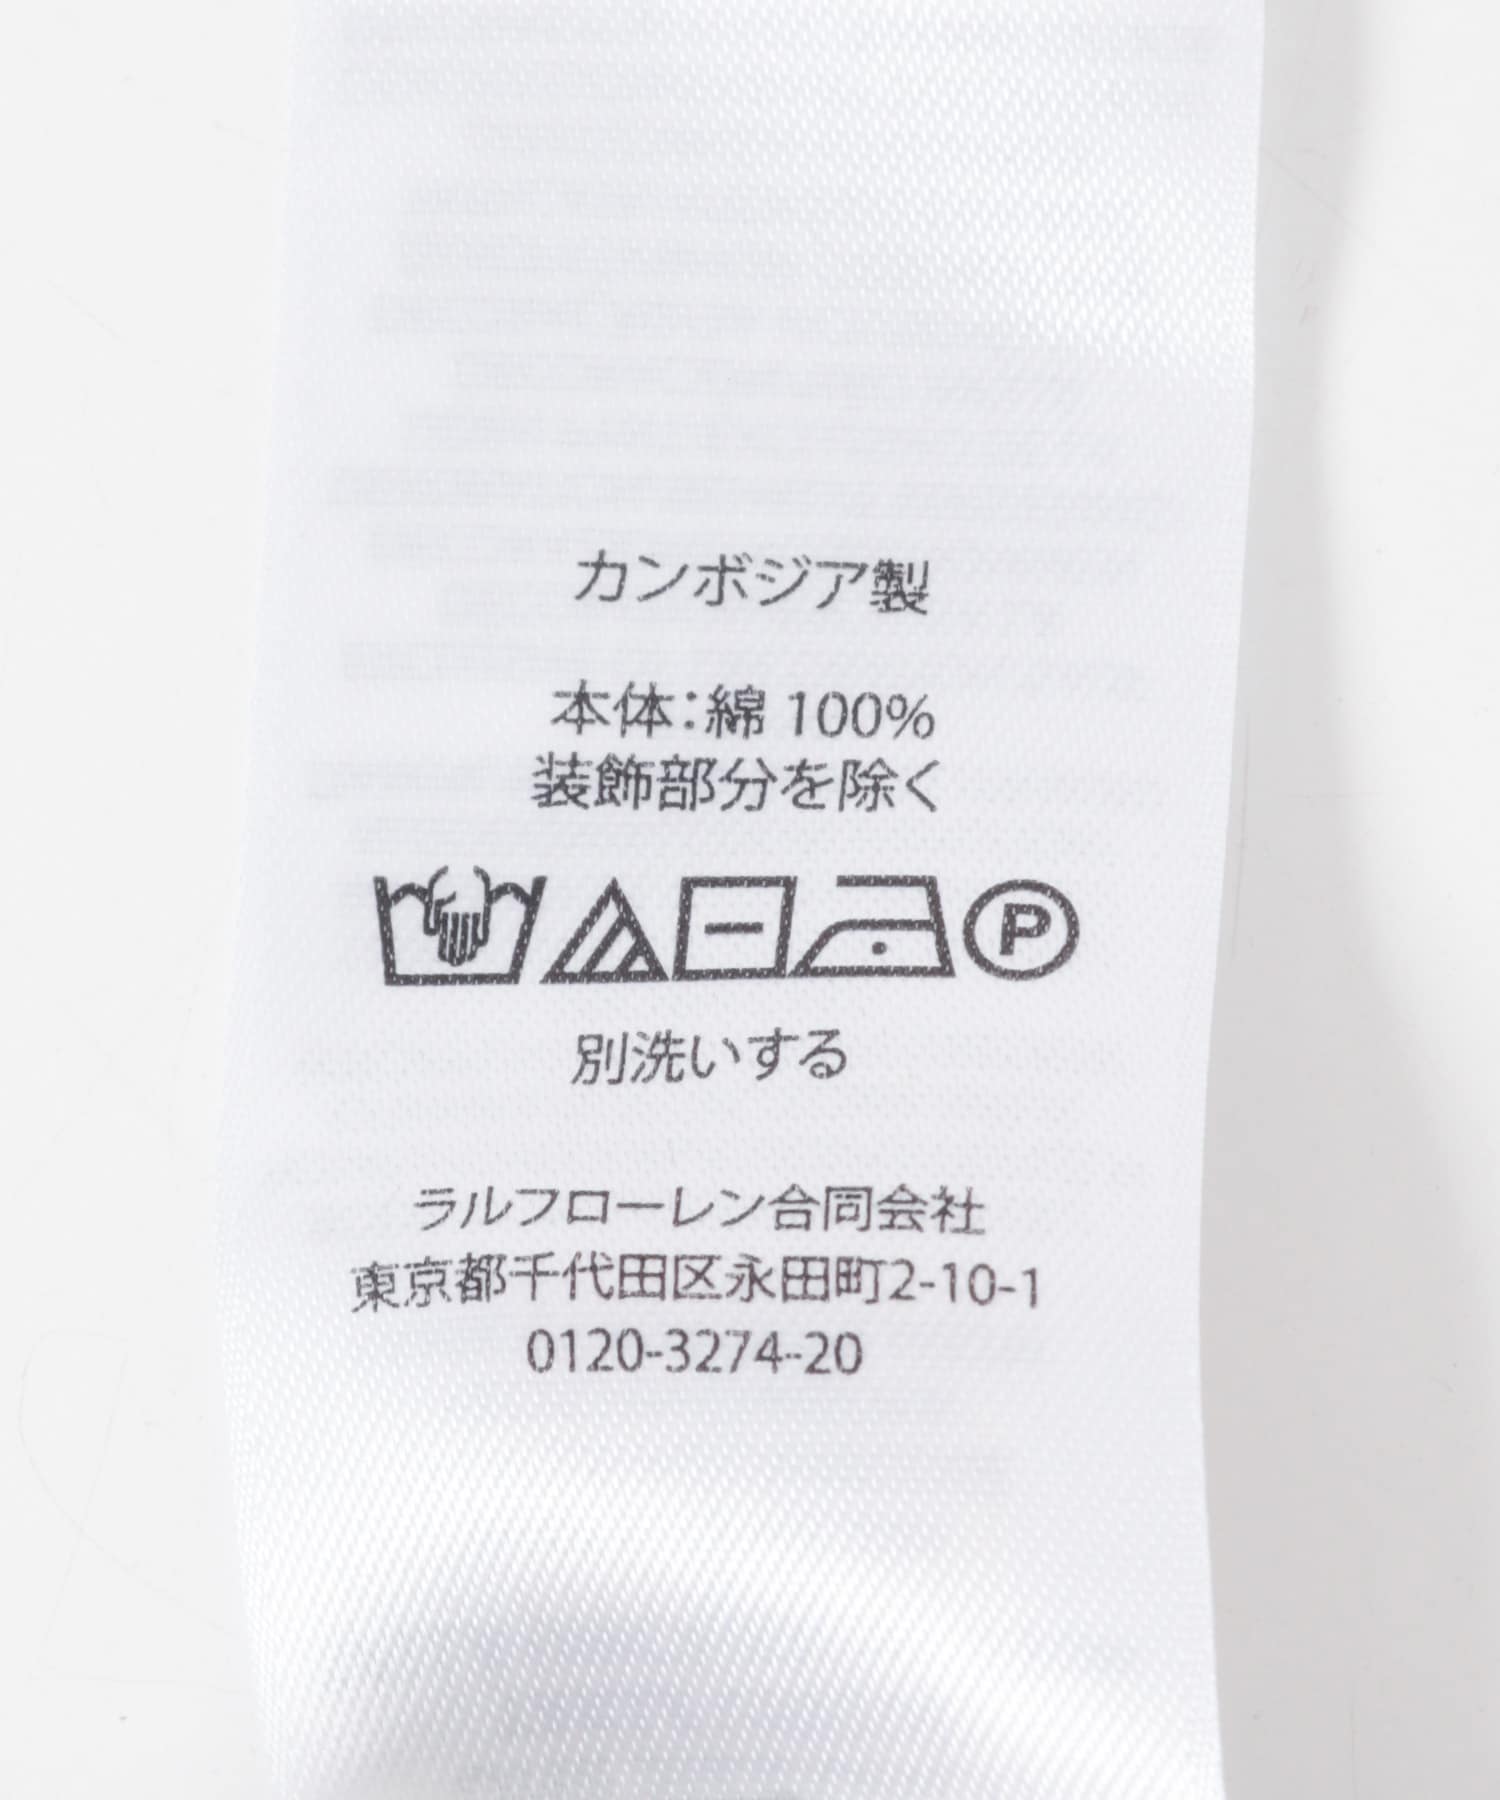 カンボジア製
本体：綿 100%
装飾部分を除く
P
別洗いする
ラルフローレン合同会社
東京都千代田区永田町2-10-1
0120-3274-20